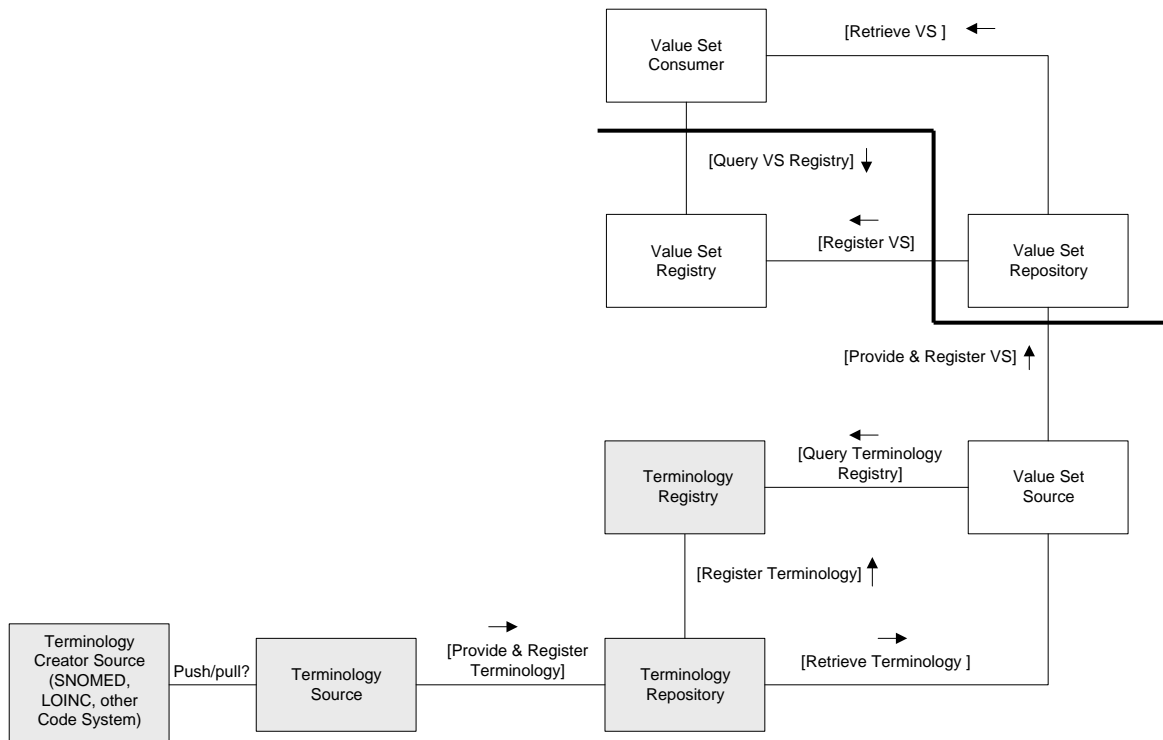 [Retrieve VS ]
Value Set
Consumer
[Query VS Registry]
[Register VS]
Value Set
Registry
Value Set
Repository
[Provide & Register VS]
[Query Terminology
Registry]
Terminology
Registry
Value Set
Source
[Register Terminology]
Terminology
Creator Source
(SNOMED,
LOINC, other
Code System)
Push/pull?
Terminology
Source
[Provide & Register
Terminology]
Terminology
Repository
[Retrieve Terminology ]